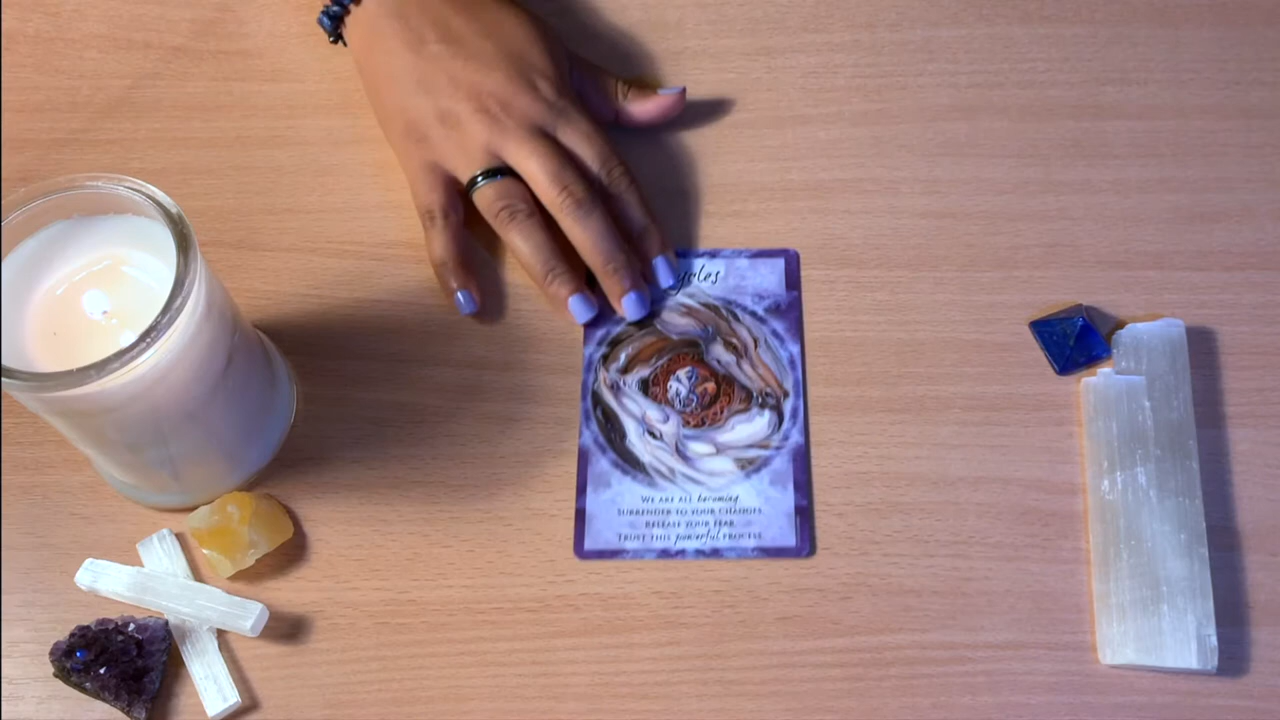 ycles
We are all becoming.
Surrender to your changes.
Release your fear.
Trust this powerful process.